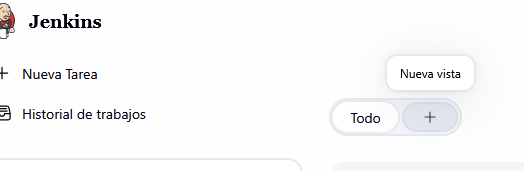 Jenkins
Nueva Tarea
Nueva vista
Historial de trabajos
Todo